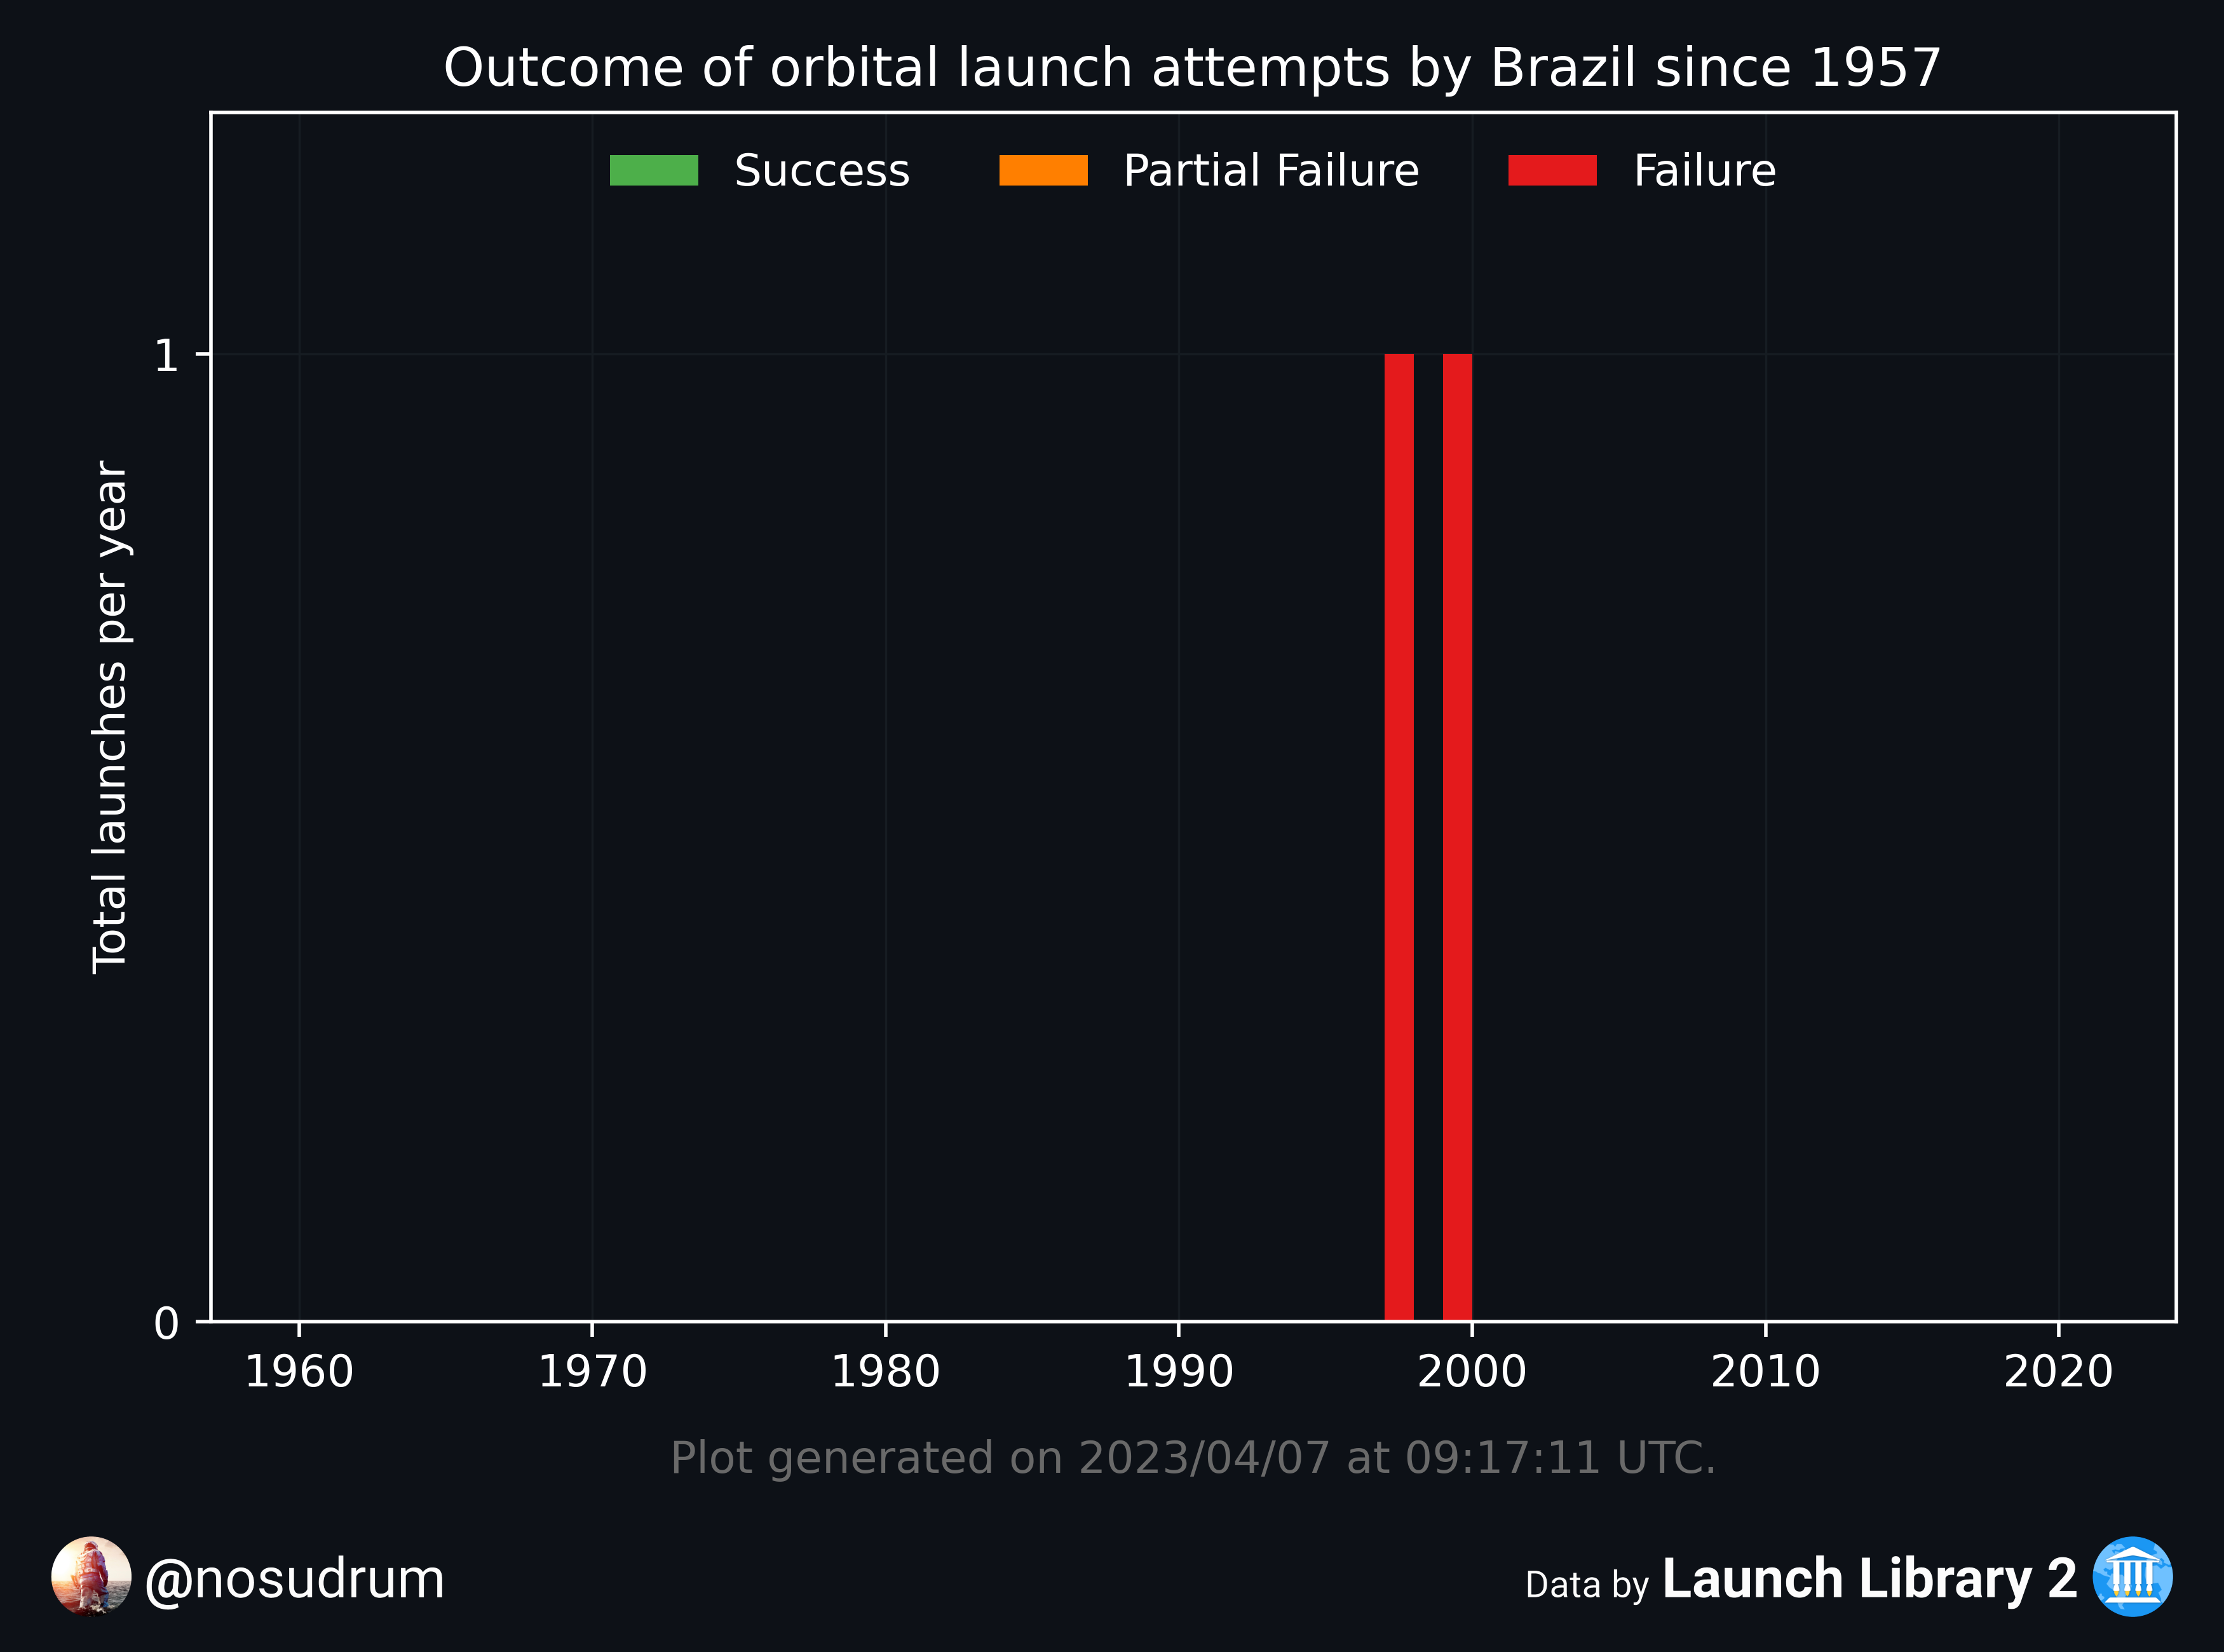 Outcome of orbital launch attempts by Brazil since 1957
Success Partial Failure Failure
Total launches per year
1
0
1960 1970 1980 1990 2000 2010 2020
Plot generated on 2023/04/07 at 09:17:11 UTC.
@nosudrum
Data by Launch Library 2